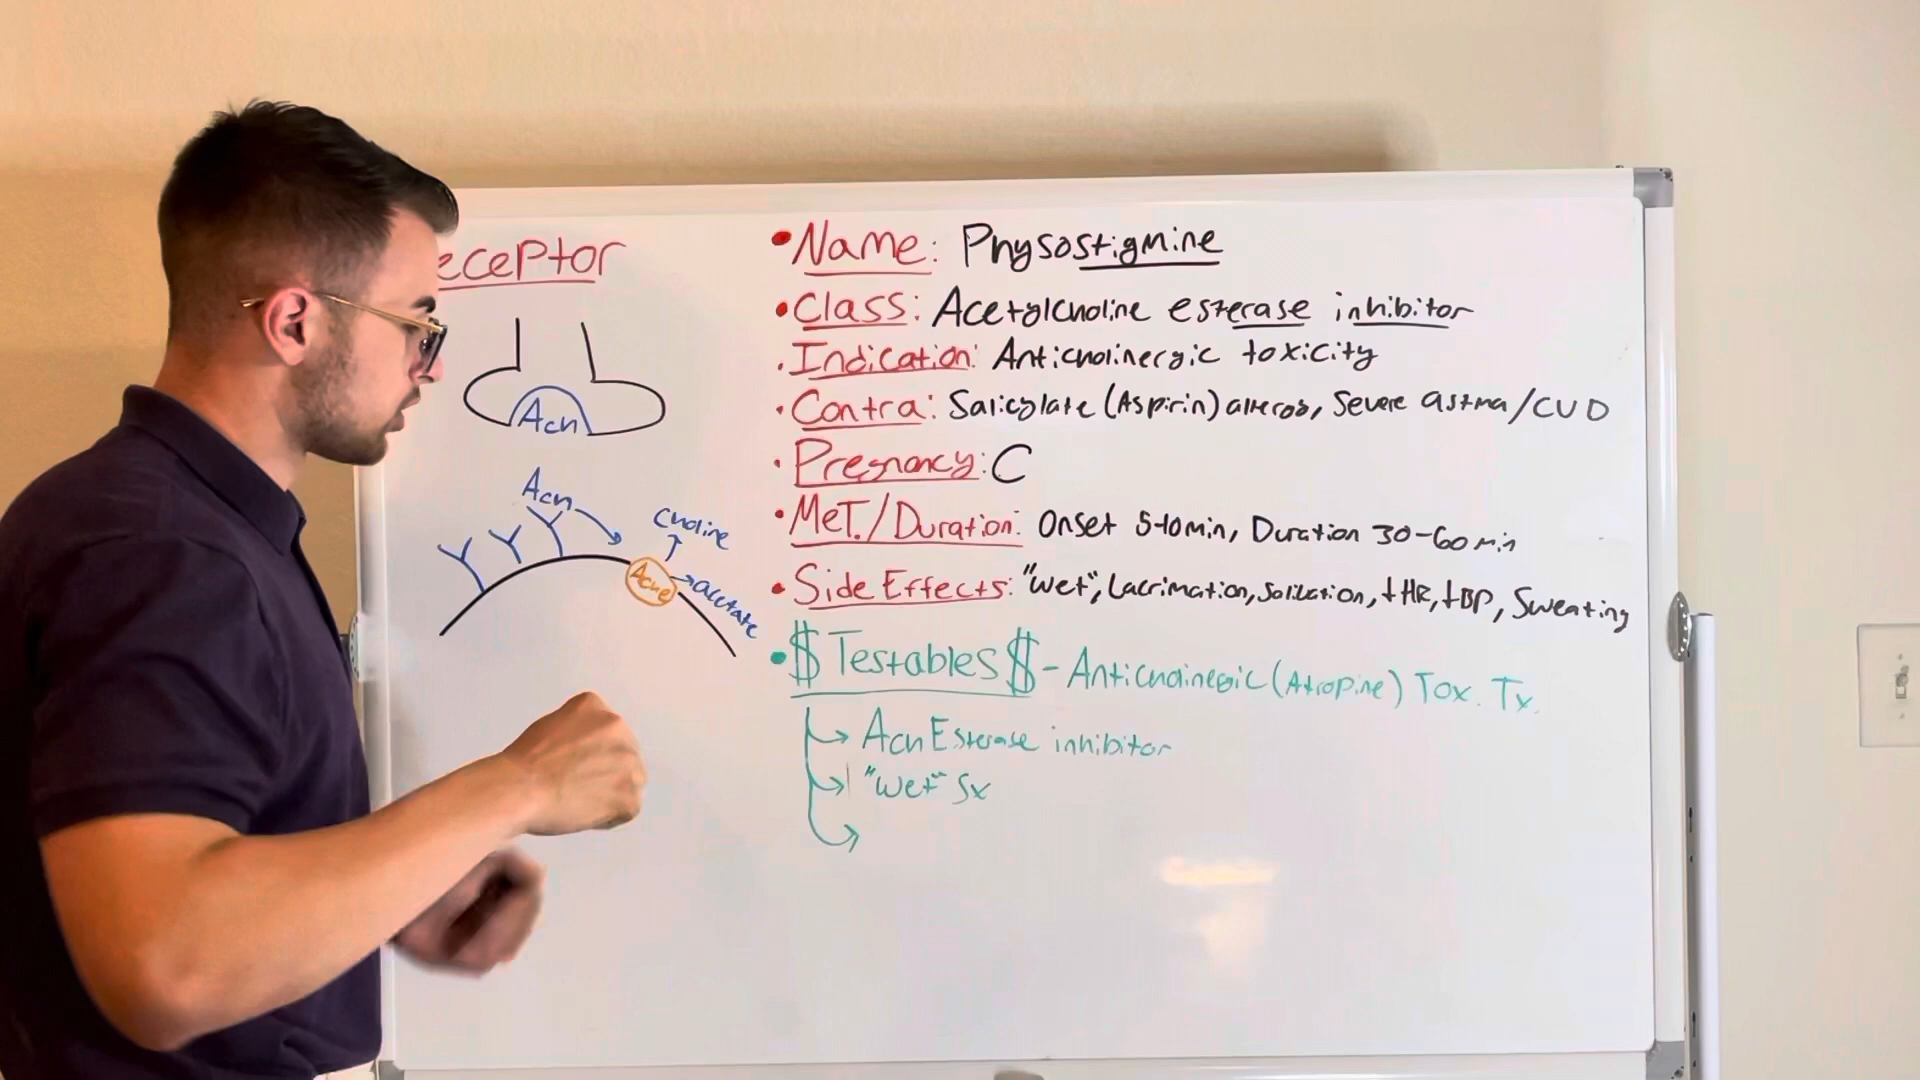 eceptor
Ach
Ach
Choline
Ache
acetate
•Name: Physostigmine
•Class: Acetylcholine esterase inhibitor
•Indication: Anticholinergic toxicity
•Contra: Salicylate (Aspirin) , Severe astma/CVD
•Pregnancy: C
•Met./Duration: Onset 5-10min, Duration 30-60 min
•Side Effects: "Wet", Lacrimation, Salivation, ↓HR, ↓BP, Sweating
•$Testables$ - Anticholinergic (Atropine) Tox. Tx.
→ Ach Esterase inhibitor
→ "Wet" Sx